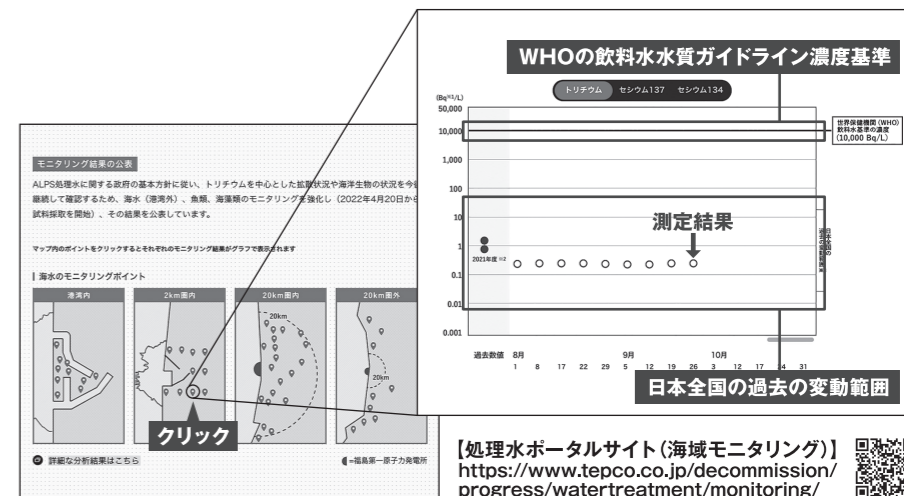 モニタリング結果の公表
ALPS処理水に関する政府の基本方針に従い、トリチウムを中心とした拡散状況や海洋生物の状況を今後
継続して確認するため、海水（港湾外）、魚類、海藻類のモニタリングを強化し（2022年4月20日から
試料採取を開始）、その結果を公表しています。
マップ内のポイントをクリックするとそれぞれのモニタリング結果がグラフで表示されます
海水のモニタリングポイント
港湾内 2km圏内 20km圏内 20km圏外
20km
20km
クリック
詳細な分析結果はこちら
=福島第一原子力発電所
WHOの飲料水水質ガイドライン濃度基準
トリチウム セシウム137 セシウム134
(Bq※1/L)
50,000
10,000
1,000
100
10
1
0.1
0.01
0.001
世界保健機関（WHO）
飲料水基準の濃度
(10,000 Bq/L)
測定結果
2021年度 ※2
日本全国の
過去数値 8月 9月 10月
1 8 17 22 29 5 12 19 26 3 12 17 24 31
日本全国の過去の変動範囲
【処理水ポータルサイト（海域モニタリング）】
https://www.tepco.co.jp/decommission/
progress/watertreatment/monitoring/